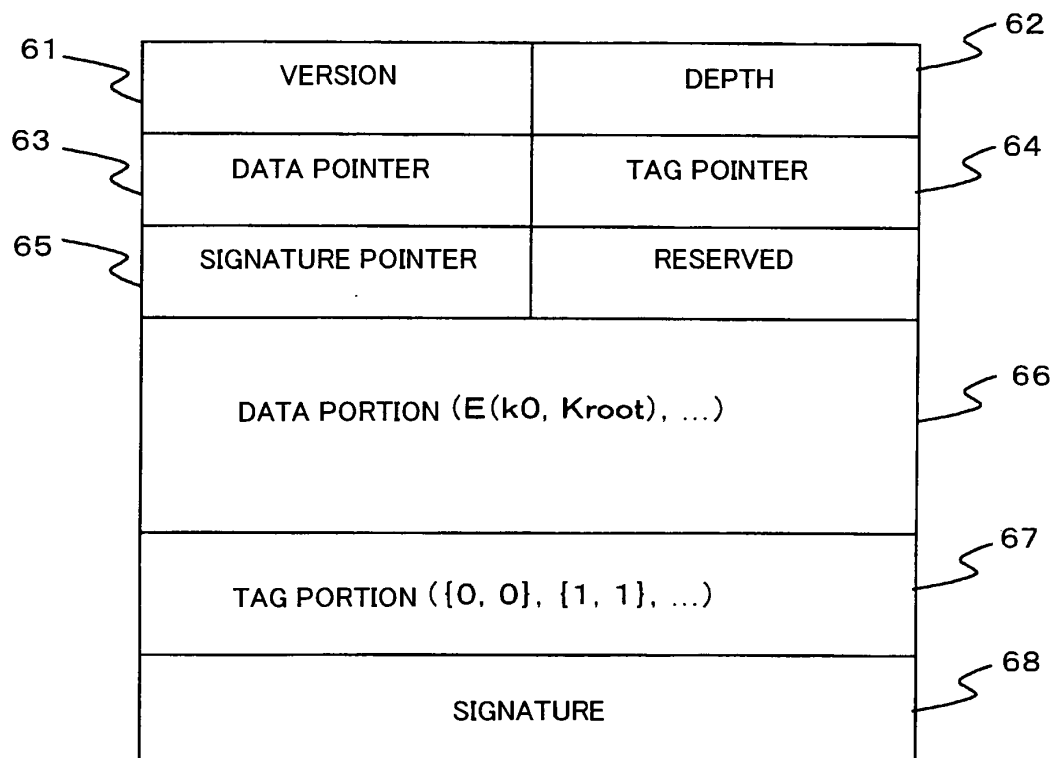 61
VERSION
DEPTH
62
63
DATA POINTER
TAG POINTER
64
65
SIGNATURE POINTER
RESERVED
DATA PORTION (E(k0, Kroot), ...)
66
TAG PORTION ({0, 0}, {1, 1}, ...)
67
SIGNATURE
68